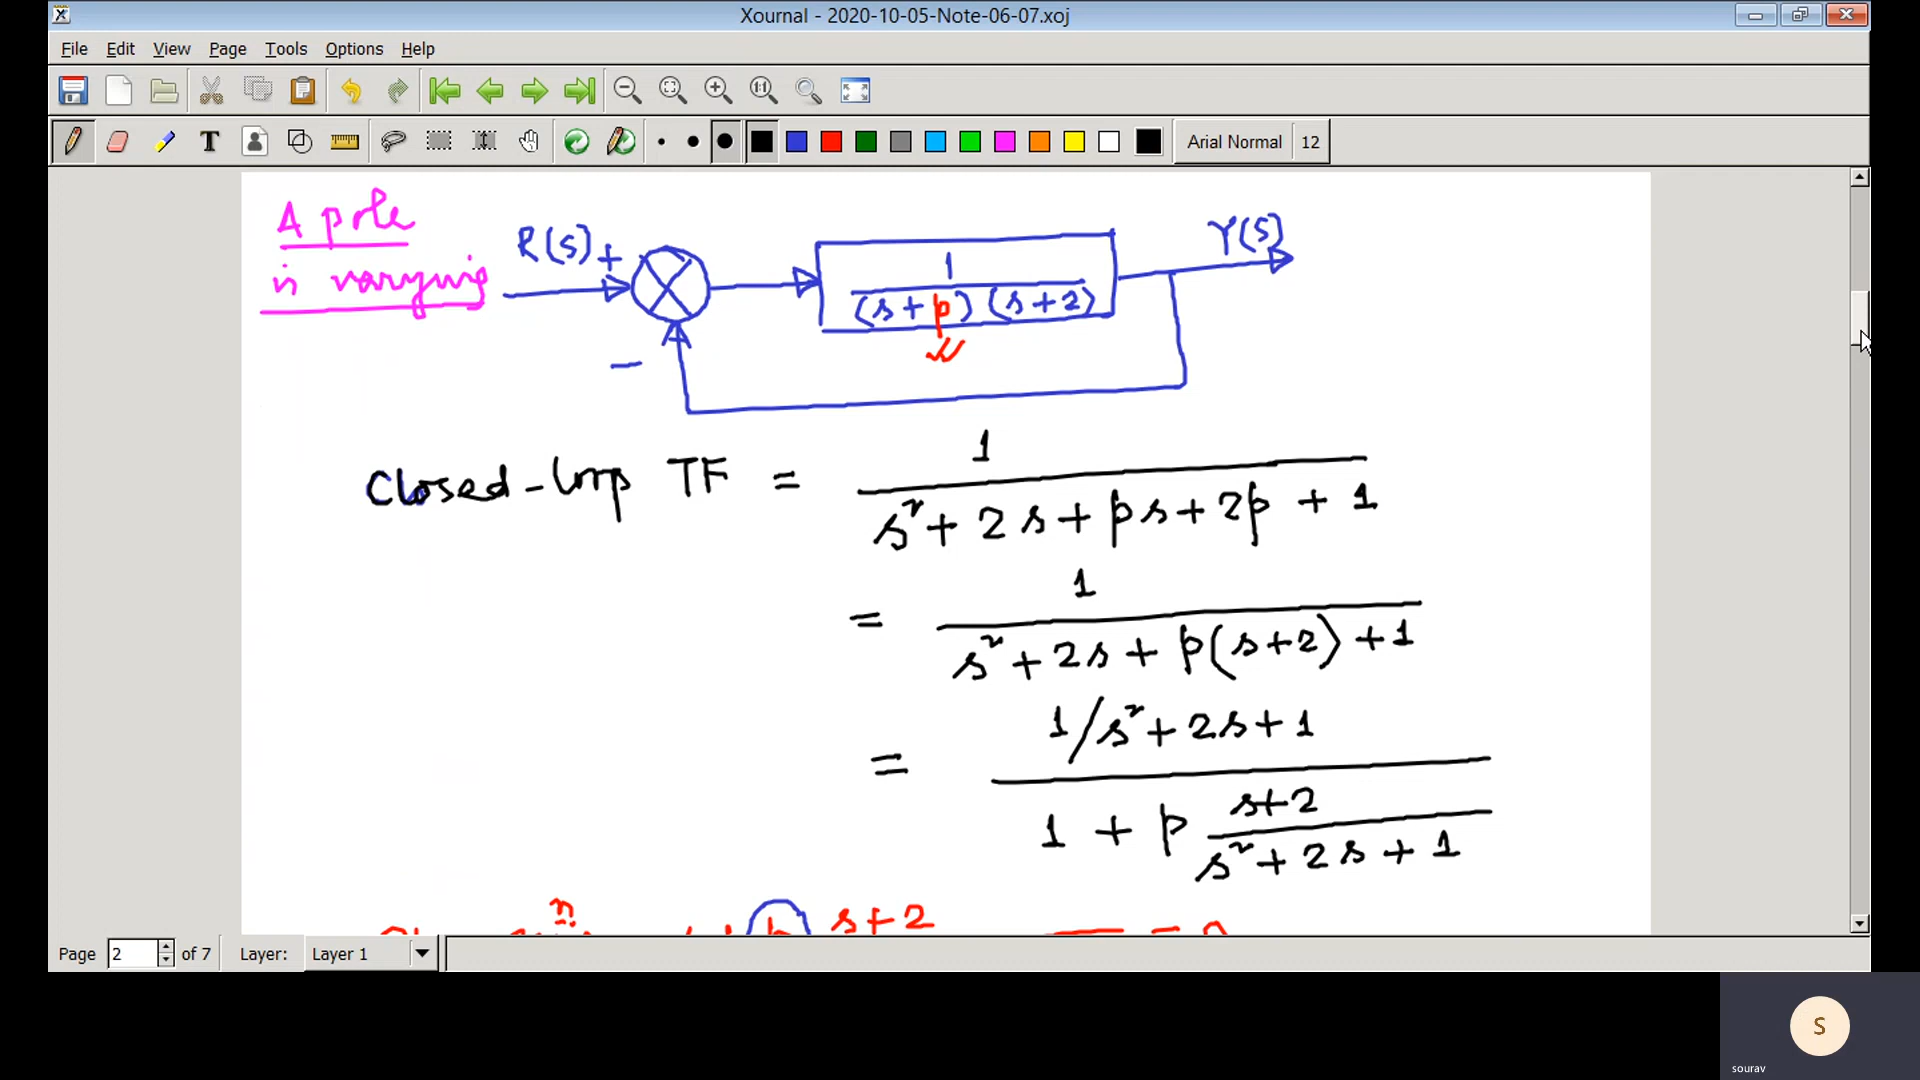 Xournal - 2020-10-05-Note-06-07.xoj
File Edit View Page Tools Options Help
Arial Normal 12
A pole
is varying
R(s) +
1
(s + p) (s + 2)
Y(s)
−
Closed-loop TF = 1
s² + 2s + ps + 2p + 1
= 1
s² + 2s + p(s+2) + 1
= 1/s² + 2s + 1
1 + p s+2
s² + 2s + 1
s+2
Page 2 of 7 Layer: Layer 1
S
sourav